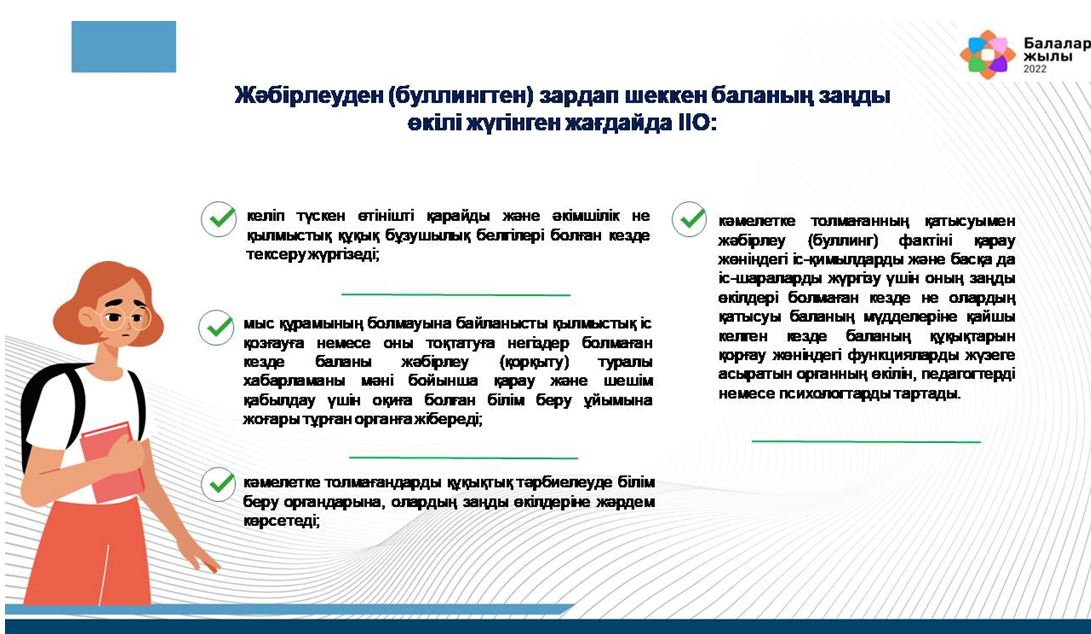 Балалар
жылы
2022
Жәбірлеуден (буллингтен) зардап шеккен баланың заңды
өкілі жүгінген жағдайда ІІО:
келіп түскен өтінішті қарайды және әкімшілік не
қылмыстық құқық бұзушылық белгілері болған кезде
тексеру жүргізеді;
мыс құрамының болмауына байланысты қылмыстық іс
қозғауға немесе оны тоқтатуға негіздер болмаған
кезде баланы жәбірлеу (қорқыту) туралы
хабарламаны мәні бойынша қарау және шешім
қабылдау үшін оқиға болған білім беру ұйымына
жоғары тұрған органға жібереді;
кәмелетке толмағандарды құқықтық тәрбиелеуде білім
беру органдарына, олардың заңды өкілдеріне жәрдем
көрсетеді;
кәмелетке толмағанның қатысуымен
жәбірлеу (буллинг) фактіні қарау
жөніндегі іс-қимылдарды және басқа да
іс-шараларды жүргізу үшін оның заңды
өкілдері болмаған кезде не олардың
қатысуы баланың мүдделеріне қайшы
келген кезде баланың құқықтарын
қорғау жөніндегі функцияларды жүзеге
асыратын органның өкілін, педагогтерді
немесе психологтарды тартады.